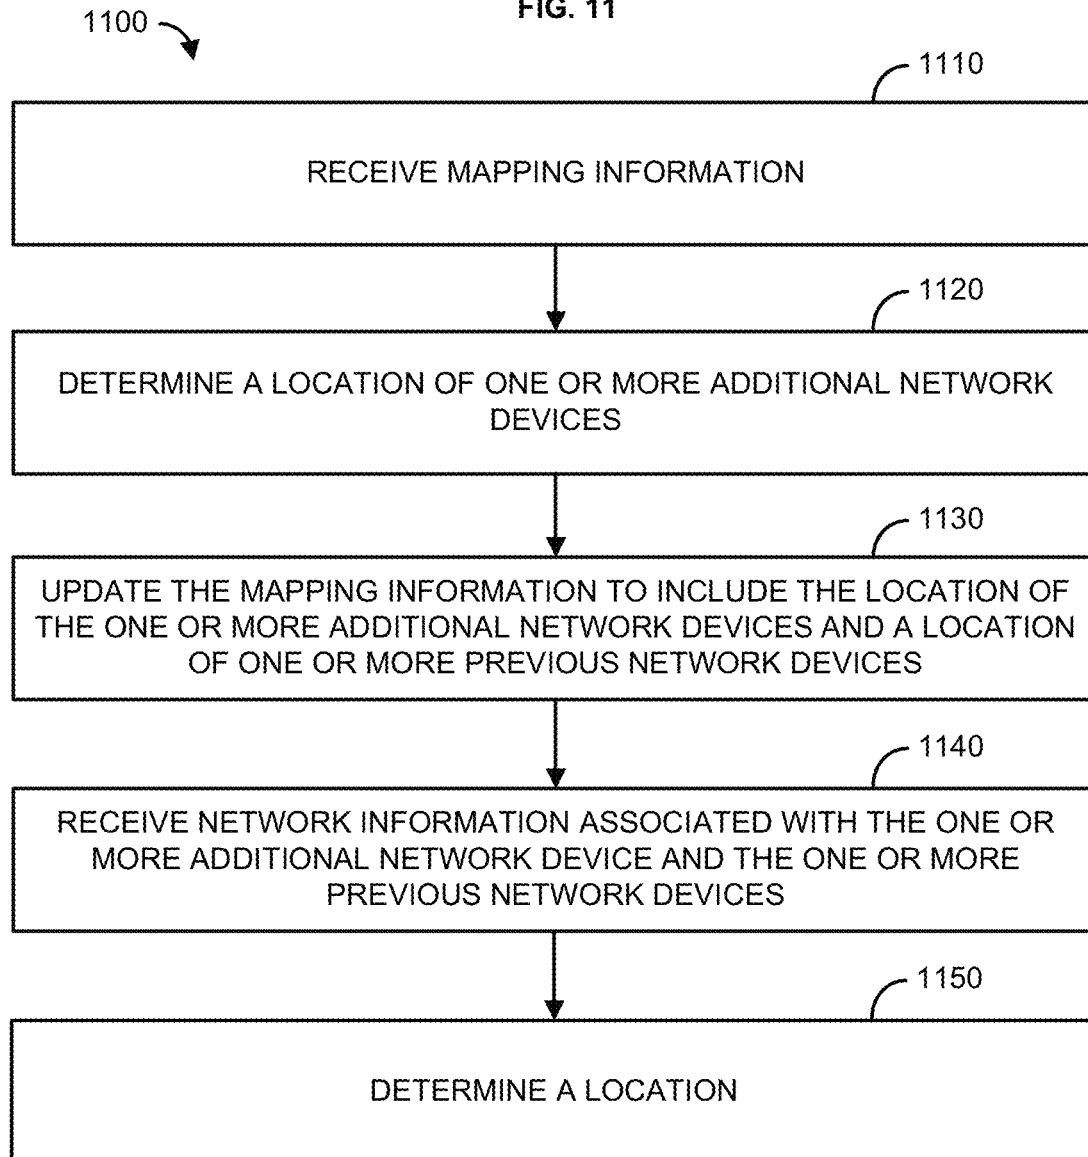 FIG. 11
1100
1110
RECEIVE MAPPING INFORMATION
1120
DETERMINE A LOCATION OF ONE OR MORE ADDITIONAL NETWORK
DEVICES
1130
UPDATE THE MAPPING INFORMATION TO INCLUDE THE LOCATION OF
THE ONE OR MORE ADDITIONAL NETWORK DEVICES AND A LOCATION
OF ONE OR MORE PREVIOUS NETWORK DEVICES
1140
RECEIVE NETWORK INFORMATION ASSOCIATED WITH THE ONE OR
MORE ADDITIONAL NETWORK DEVICE AND THE ONE OR MORE
PREVIOUS NETWORK DEVICES
1150
DETERMINE A LOCATION